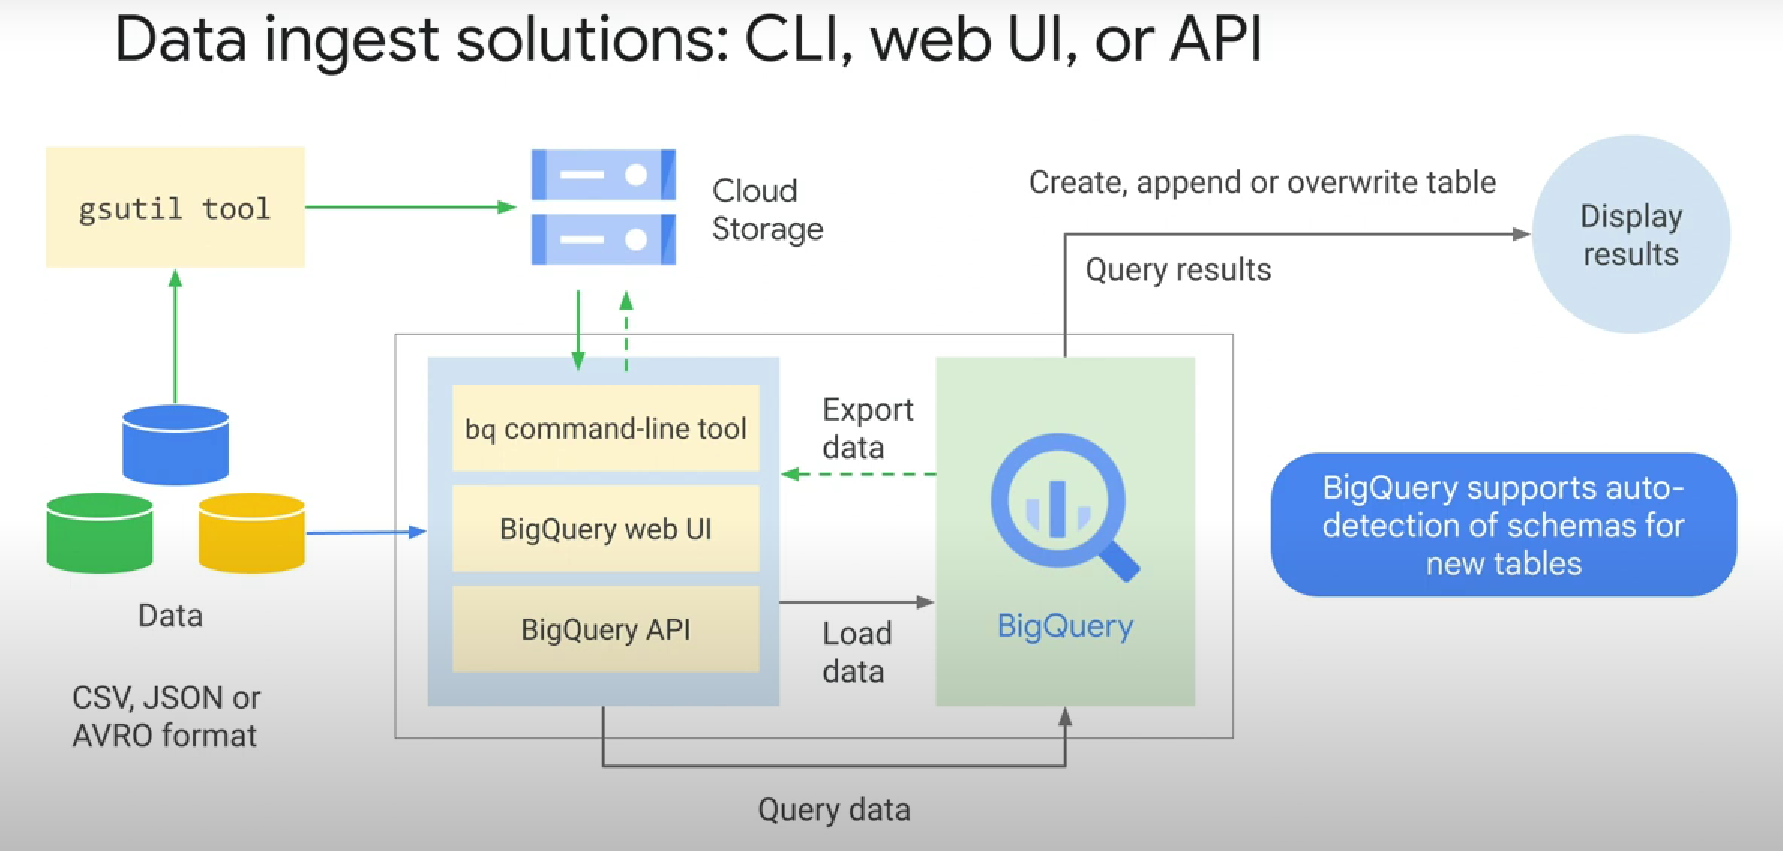 Data ingest solutions: CLI, web UI, or API
gsutil tool
Cloud
Storage
Create, append or overwrite table
Query results
Display
results
bq command-line tool
BigQuery web UI
BigQuery API
Export
data
Load
data
BigQuery
BigQuery supports auto-
detection of schemas for
new tables
Data
CSV, JSON or
AVRO format
Query data